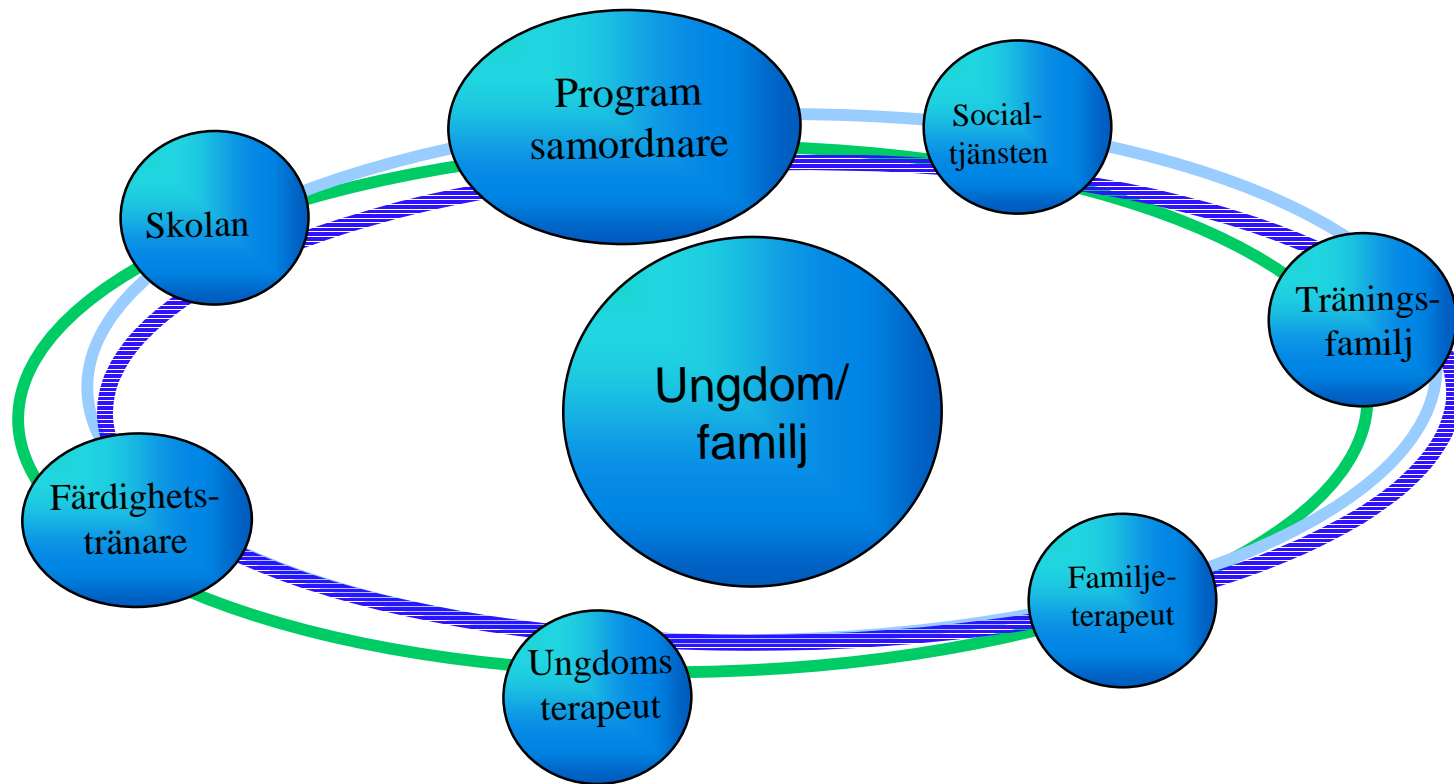 Program
samordnare
Social-
tjänsten
Skolan
Tränings-
familj
Ungdom/
familj
Färdighets-
tränare
Familje-
terapeut
Ungdoms
terapeut